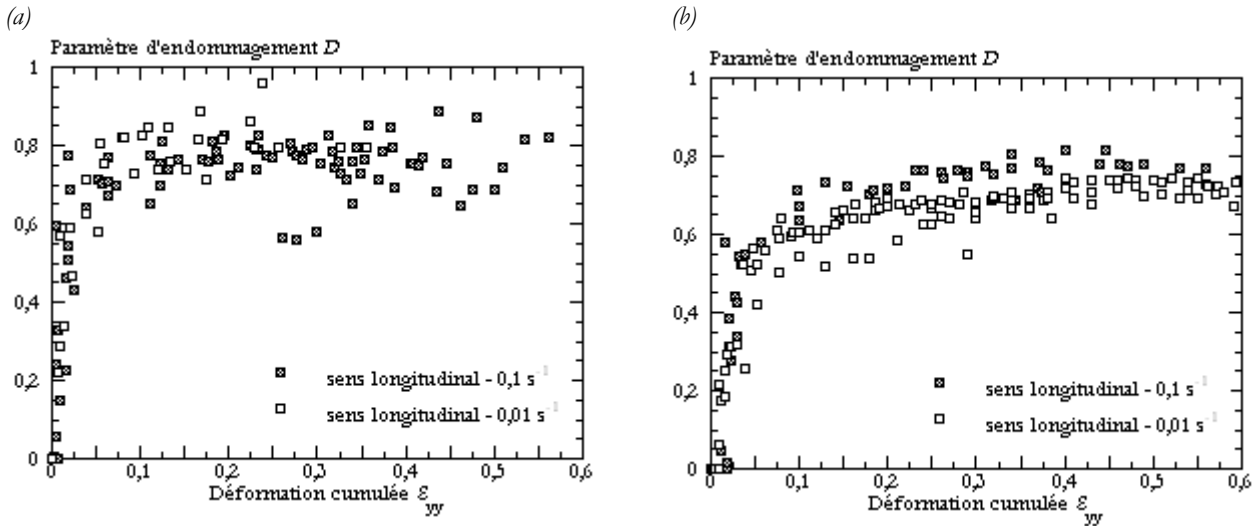 (a)
Paramètre d'endommagement D
1
0,8
0,6
0,4
0,2
0
0,1
0,2
0,3
0,4
0,5
0,6
sens longitudinal - 0,1 s⁻¹
sens longitudinal - 0,01 s⁻¹
Déformation cumulée ε_yy
(b)
Paramètre d'endommagement D
1
0,8
0,6
0,4
0,2
0
0
0,1
0,2
0,3
0,4
0,5
0,6
sens longitudinal - 0,1 s⁻¹
sens longitudinal - 0,01 s⁻¹
Déformation cumulée ε_yy